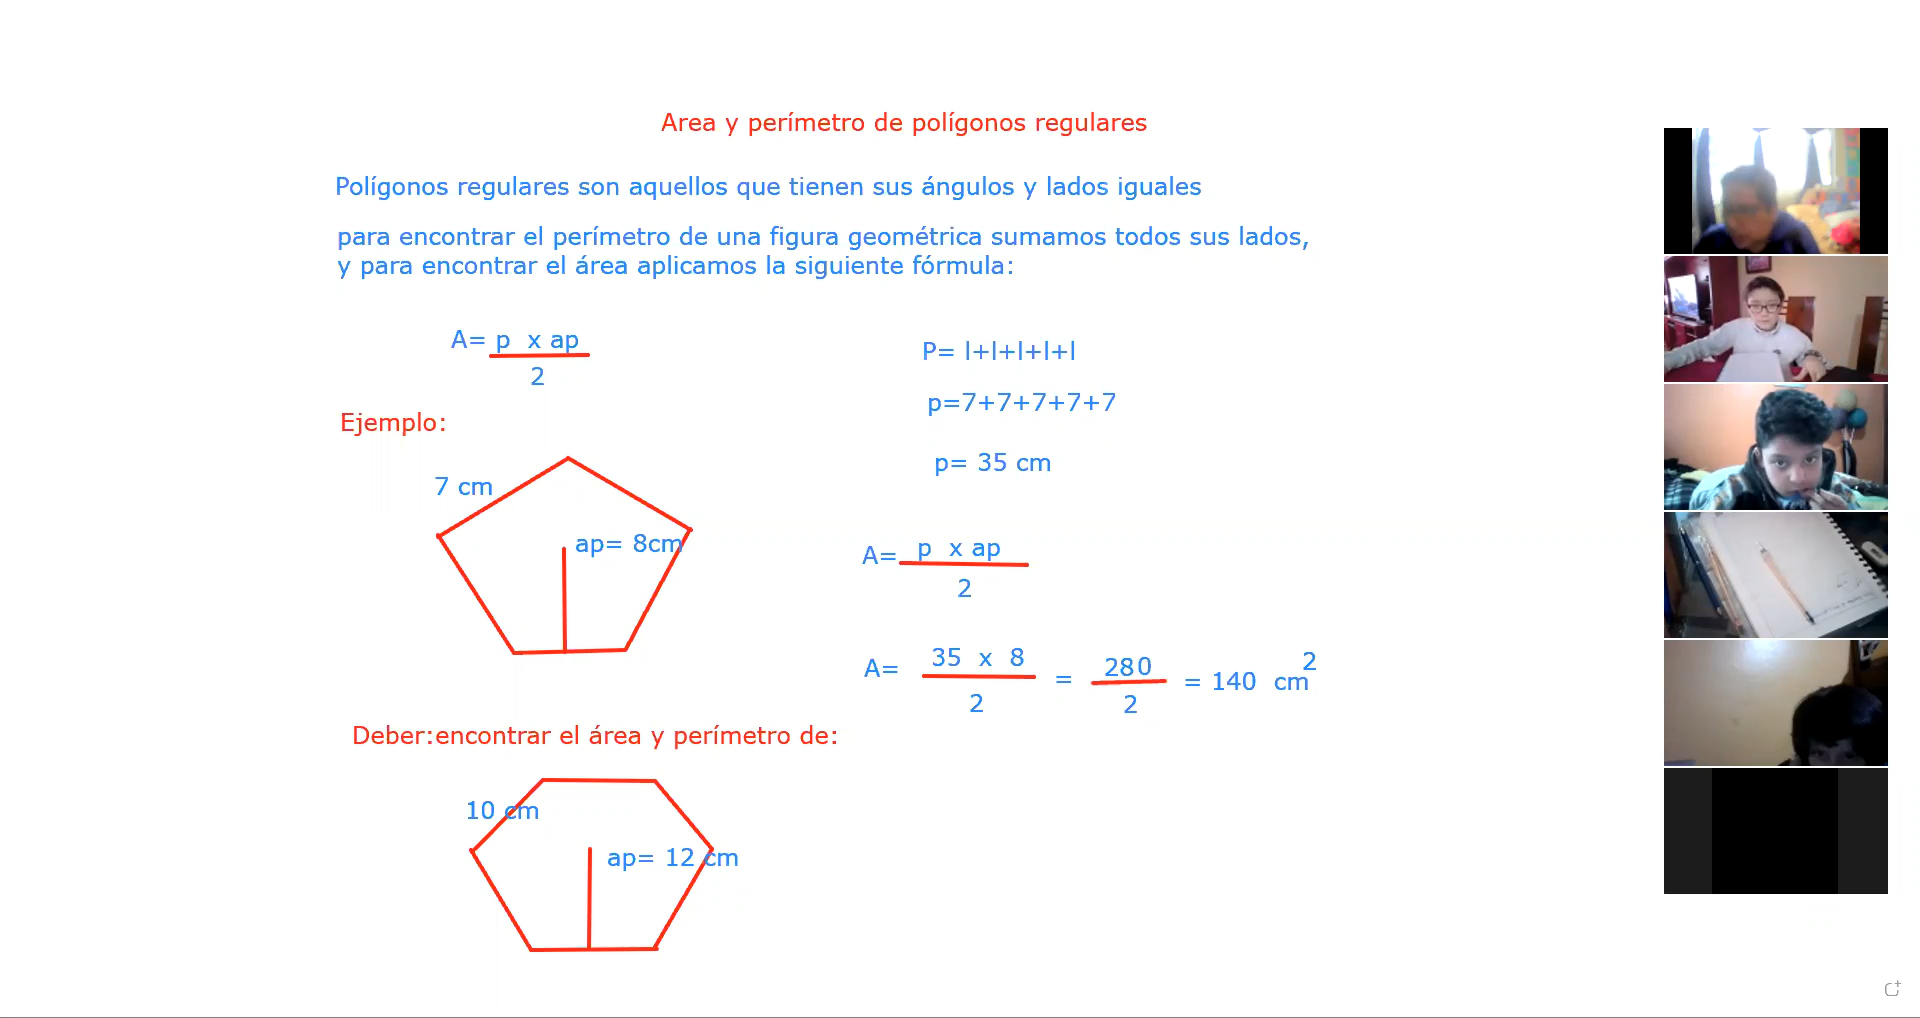 Area y perímetro de polígonos regulares
Polígonos regulares son aquellos que tienen sus ángulos y lados iguales
para encontrar el perímetro de una figura geométrica sumamos todos sus lados,
y para encontrar el área aplicamos la siguiente fórmula:
A= p x ap
2
P= l+l+l+l+l
p=7+7+7+7+7
p= 35 cm
Ejemplo:
7 cm
ap= 8cm
A= p x ap
2
A= 35 x 8 = 280 = 140 cm 2
2 2
Deber:encontrar el área y perímetro de:
10 cm
ap= 12 cm